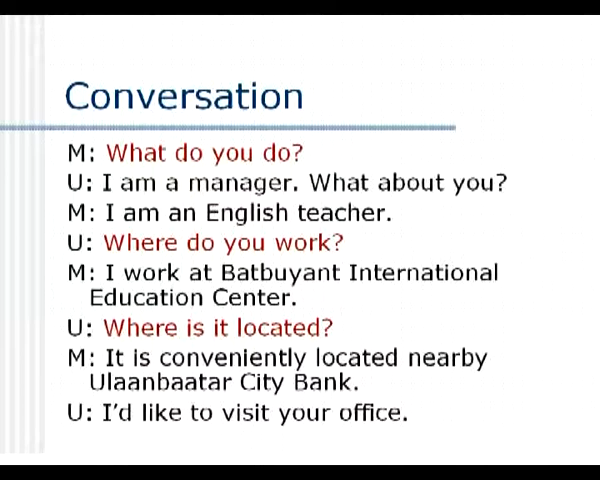 Conversation
M: What do you do?
U: I am a manager. What about you?
M: I am an English teacher.
U: Where do you work?
M: I work at Batbuyant International
Education Center.
U: Where is it located?
M: It is conveniently located nearby
Ulaanbaatar City Bank.
U: I'd like to visit your office.